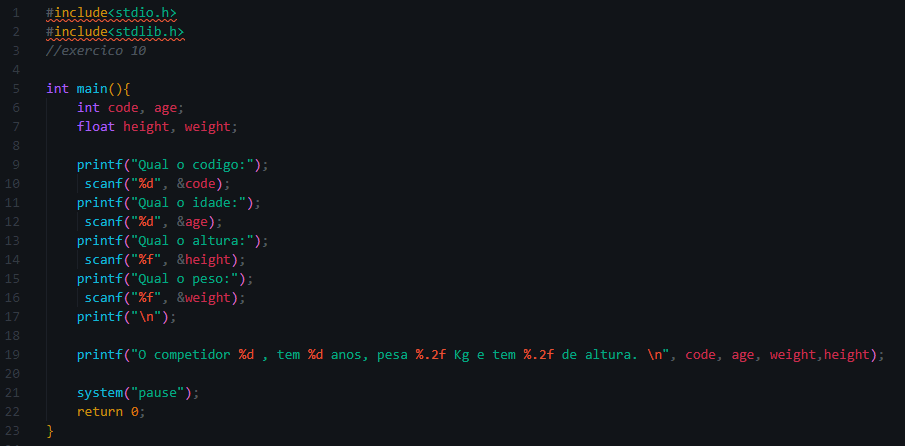 1 #include<stdio.h>
2 #include<stdlib.h>
3 //exercico 10
4
5 int main(){
6 int code, age;
7 float height, weight;
8
9 printf("Qual o codigo:");
10 scanf("%d", &code);
11 printf("Qual o idade:");
12 scanf("%d", &age);
13 printf("Qual o altura:");
14 scanf("%f", &height);
15 printf("Qual o peso:");
16 scanf("%f", &weight);
17 printf("\n");
18
19 printf("O competidor %d , tem %d anos, pesa %.2f Kg e tem %.2f de altura. \n", code, age, weight,height);
20
21 system("pause");
22 return 0;
23 }